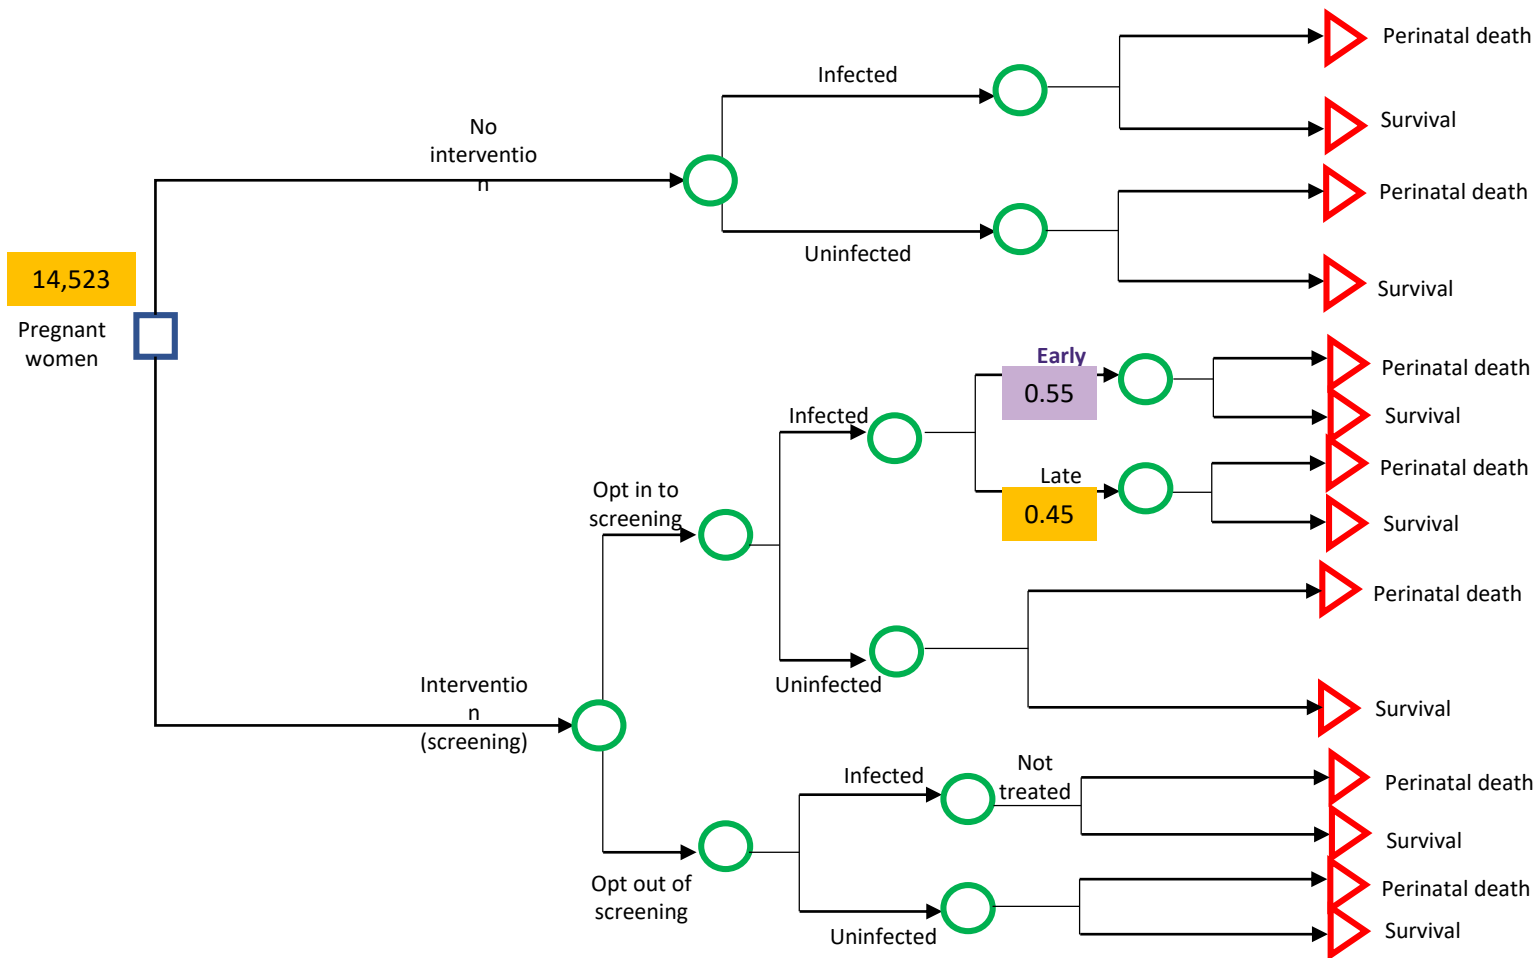 Perinatal death
Infected
Survival
No
interventio
n
Perinatal death
Uninfected
Survival
14,523
Pregnant
women
Early
0.55
Perinatal death
Infected
Survival
Late
0.45
Perinatal death
Opt in to
screening
Survival
Perinatal death
Uninfected
Survival
Interventio
n
(screening)
Infected
Not
treated
Perinatal death
Survival
Opt out of
screening
Perinatal death
Uninfected
Survival